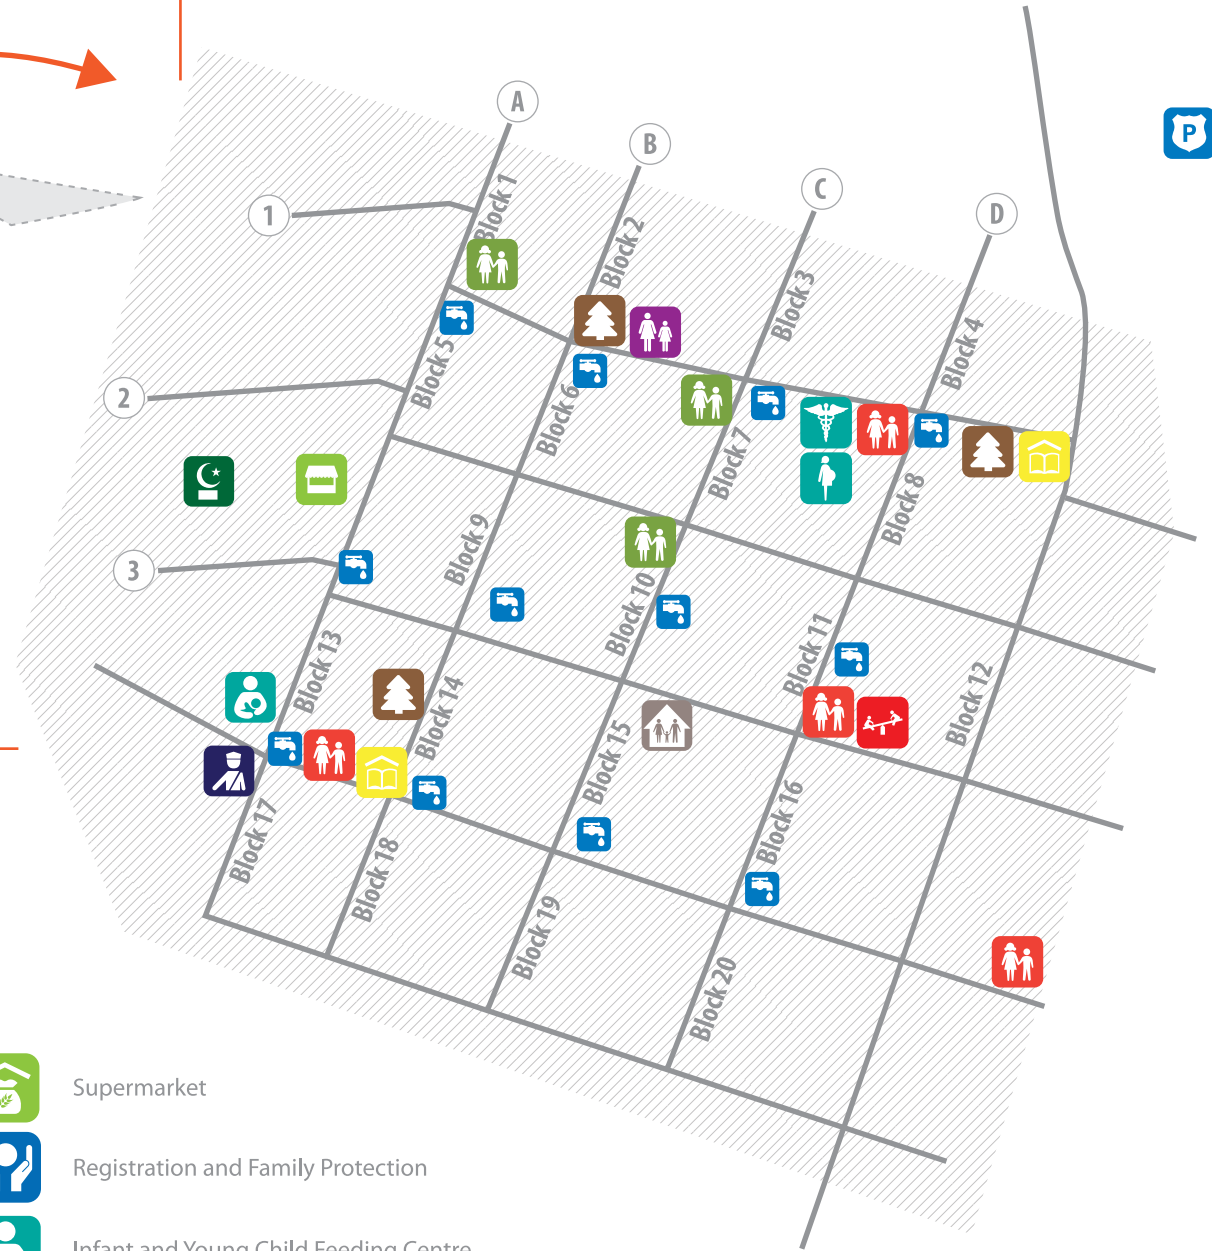 A
B
P
C
D
1
Block 1
Block 2
Block 3
Block 4
2
Block 5
Block 6
Block 7
Block 8
3
Block 9
Block 10
Block 11
Block 12
Block 13
Block 14
Block 15
Block 16
Block 17
Block 18
Block 19
Block 20
Supermarket
Registration and Family Protection
Infant and Young Child Feeding Centre